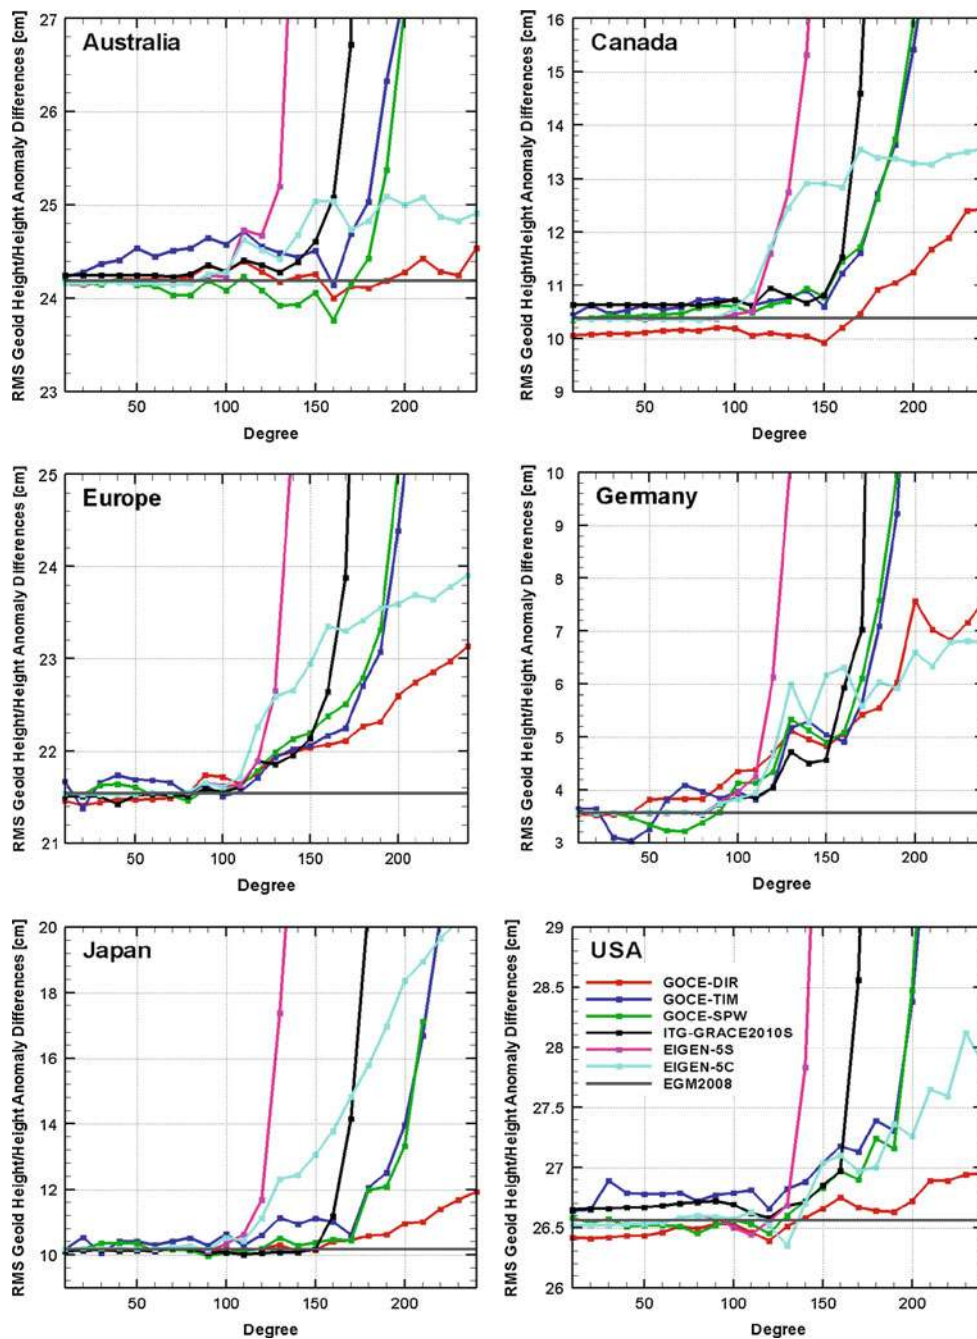 Australia
RMS Geoid Height/Height Anomaly Differences [cm]
27
26
25
24
23
50
100
150
200
Degree
Canada
RMS Geoid Height/Height Anomaly Differences [cm]
16
15
14
13
12
11
10
9
50
100
150
200
Degree
Europe
RMS Geoid Height/Height Anomaly Differences [cm]
25
24
23
22
21
50
100
150
200
Degree
Germany
RMS Geoid Height/Height Anomaly Differences [cm]
10
9
8
7
6
5
4
3
50
100
150
200
Degree
Japan
RMS Geoid Height/Height Anomaly Differences [cm]
20
18
16
14
12
10
50
100
150
200
Degree
USA
RMS Geoid Height/Height Anomaly Differences [cm]
29
28.5
28
27.5
27
26.5
26
GOCE-DIR
GOCE-TIM
GOCE-SPW
ITG-GRACE2010S
EIGEN-5S
EIGEN-5C
EGM2008
50
100
150
200
Degree